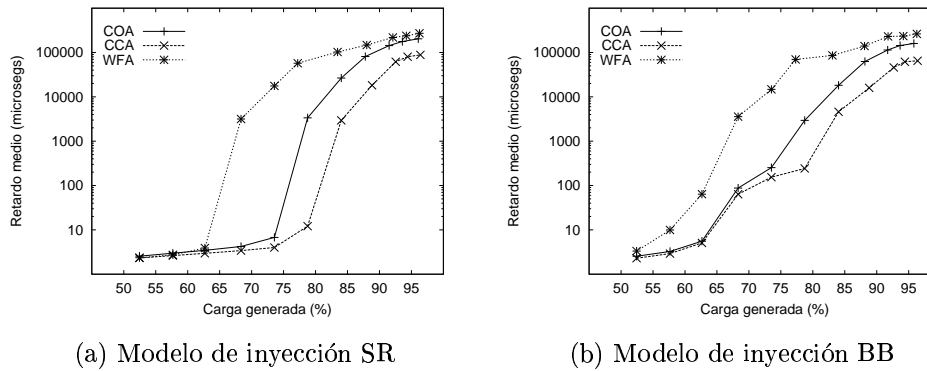 COA
CCA
WFA
100000
10000
1000
100
10
Retardo medio (microsegs)
50 55 60 65 70 75 80 85 90 95
Carga generada (%)
(a) Modelo de inyección SR
COA
CCA
WFA
100000
10000
1000
100
10
Retardo medio (microsegs)
50 55 60 65 70 75 80 85 90 95
Carga generada (%)
(b) Modelo de inyección BB